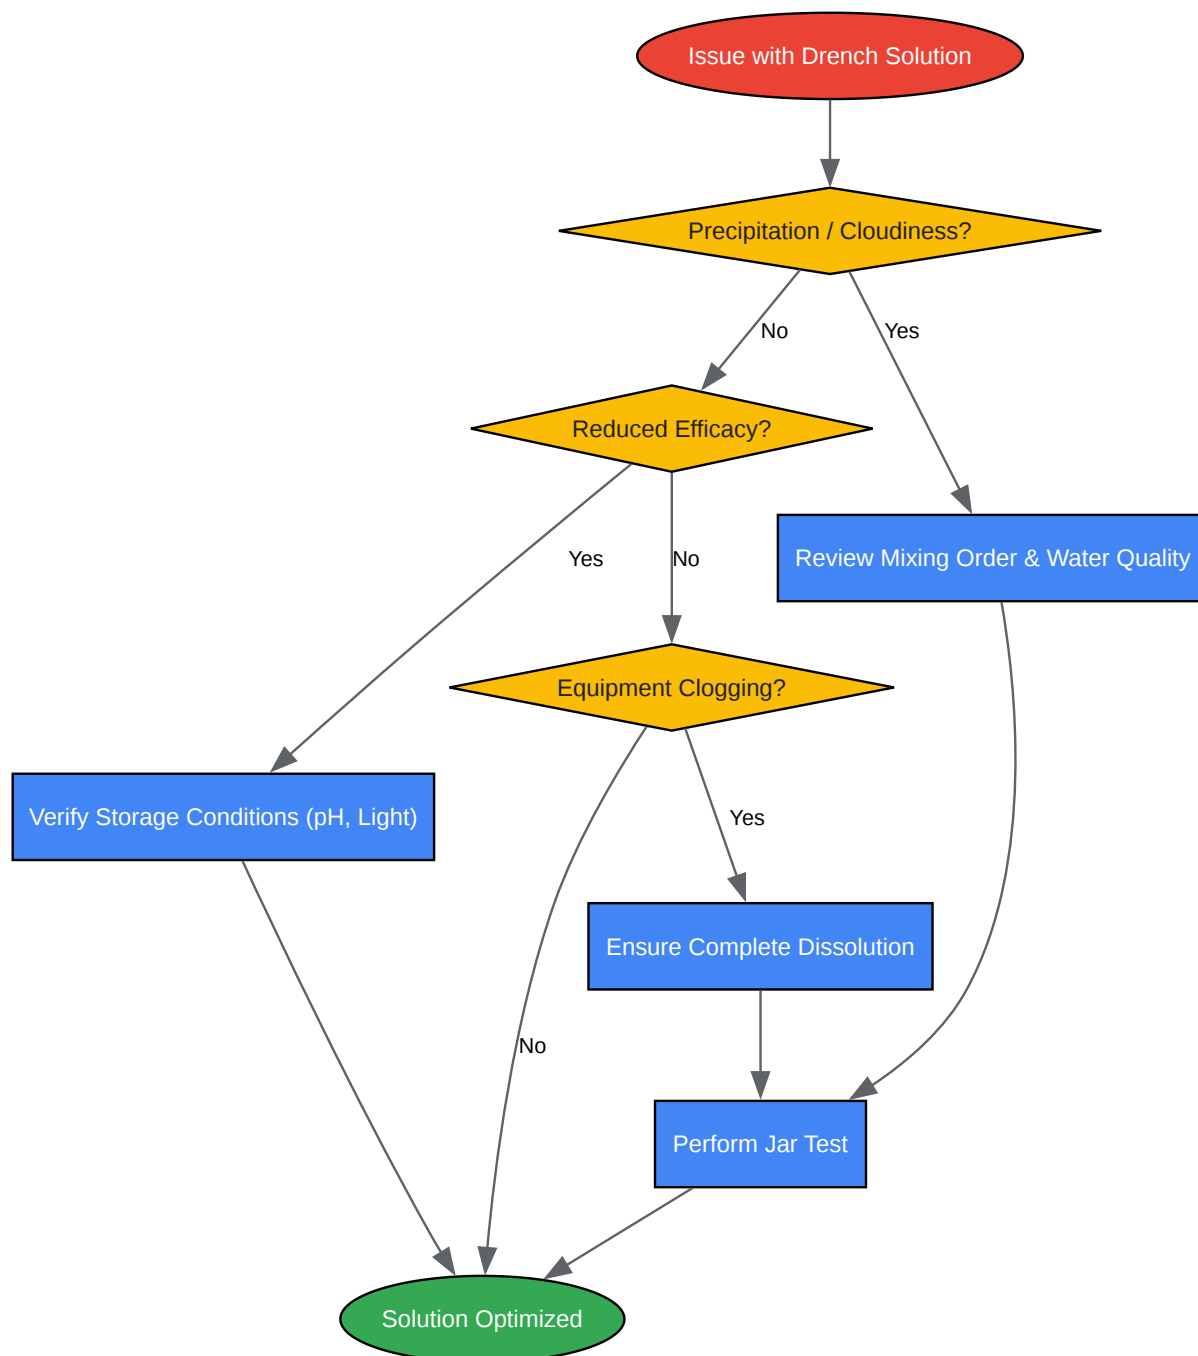 Issue with Drench Solution
Precipitation / Cloudiness?
No
Yes
Reduced Efficacy?
Yes
No
Review Mixing Order & Water Quality
Equipment Clogging?
Verify Storage Conditions (pH, Light)
Yes
Ensure Complete Dissolution
No
Perform Jar Test
Solution Optimized